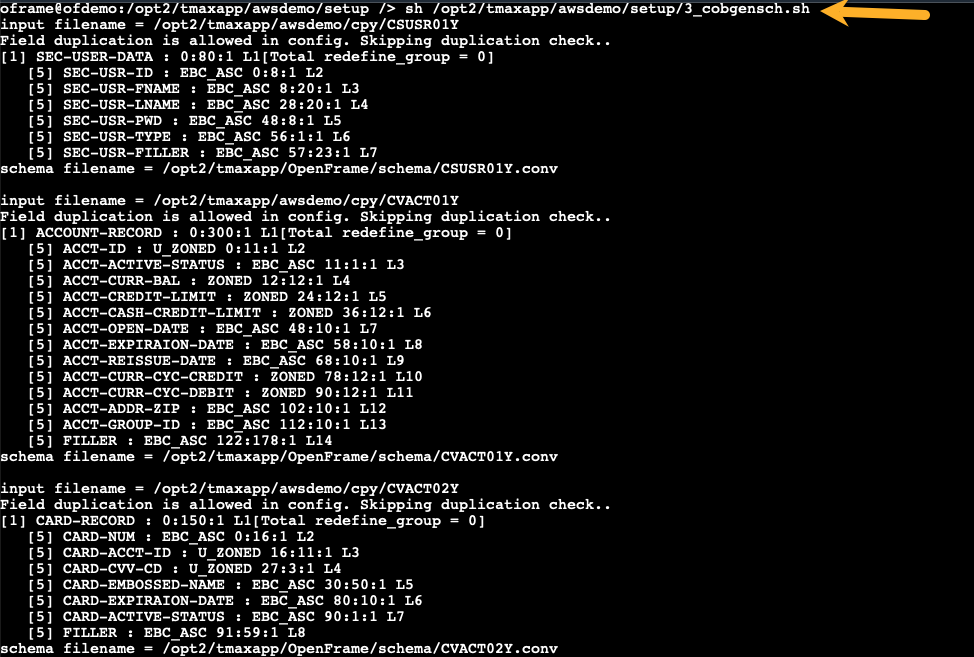 oframe@ofdemo:/opt2/tmaxapp/awsdemo/setup /> sh /opt2/tmaxapp/awsdemo/setup/3_cobgensch.sh
input filename = /opt2/tmaxapp/awsdemo/cpy/CSUSR01Y
Field duplication is allowed in config. Skipping duplication check..
[1] SEC-USER-DATA : 0:80:1 L1[Total redefine_group = 0]
   [5] SEC-USR-ID : EBC_ASC 0:8:1 L2
   [5] SEC-USR-FNAME : EBC_ASC 8:20:1 L3
   [5] SEC-USR-LNAME : EBC_ASC 28:20:1 L4
   [5] SEC-USR-PWD : EBC_ASC 48:8:1 L5
   [5] SEC-USR-TYPE : EBC_ASC 56:1:1 L6
   [5] SEC-USR-FILLER : EBC_ASC 57:23:1 L7
schema filename = /opt2/tmaxapp/OpenFrame/schema/CSUSR01Y.conv

input filename = /opt2/tmaxapp/awsdemo/cpy/CVACT01Y
Field duplication is allowed in config. Skipping duplication check..
[1] ACCOUNT-RECORD : 0:300:1 L1[Total redefine_group = 0]
   [5] ACCT-ID : U_ZONED 0:11:1 L2
   [5] ACCT-ACTIVE-STATUS : EBC_ASC 11:1:1 L3
   [5] ACCT-CURR-BAL : ZONED 12:12:1 L4
   [5] ACCT-CREDIT-LIMIT : ZONED 24:12:1 L5
   [5] ACCT-CASH-CREDIT-LIMIT : ZONED 36:12:1 L6
   [5] ACCT-OPEN-DATE : EBC_ASC 48:10:1 L7
   [5] ACCT-EXPIRAION-DATE : EBC_ASC 58:10:1 L8
   [5] ACCT-REISSUE-DATE : EBC_ASC 68:10:1 L9
   [5] ACCT-CURR-CYC-CREDIT : ZONED 78:12:1 L10
   [5] ACCT-CURR-CYC-DEBIT : ZONED 90:12:1 L11
   [5] ACCT-ADDR-ZIP : EBC_ASC 102:10:1 L12
   [5] ACCT-GROUP-ID : EBC_ASC 112:10:1 L13
   [5] FILLER : EBC_ASC 122:178:1 L14
schema filename = /opt2/tmaxapp/OpenFrame/schema/CVACT01Y.conv

input filename = /opt2/tmaxapp/awsdemo/cpy/CVACT02Y
Field duplication is allowed in config. Skipping duplication check..
[1] CARD-RECORD : 0:150:1 L1[Total redefine_group = 0]
   [5] CARD-NUM : EBC_ASC 0:16:1 L2
   [5] CARD-ACCT-ID : U_ZONED 16:11:1 L3
   [5] CARD-CVV-CD : U_ZONED 27:3:1 L4
   [5] CARD-EMBOSSED-NAME : EBC_ASC 30:50:1 L5
   [5] CARD-EXPIRAION-DATE : EBC_ASC 80:10:1 L6
   [5] CARD-ACTIVE-STATUS : EBC_ASC 90:1:1 L7
   [5] FILLER : EBC_ASC 91:59:1 L8
schema filename = /opt2/tmaxapp/OpenFrame/schema/CVACT02Y.conv